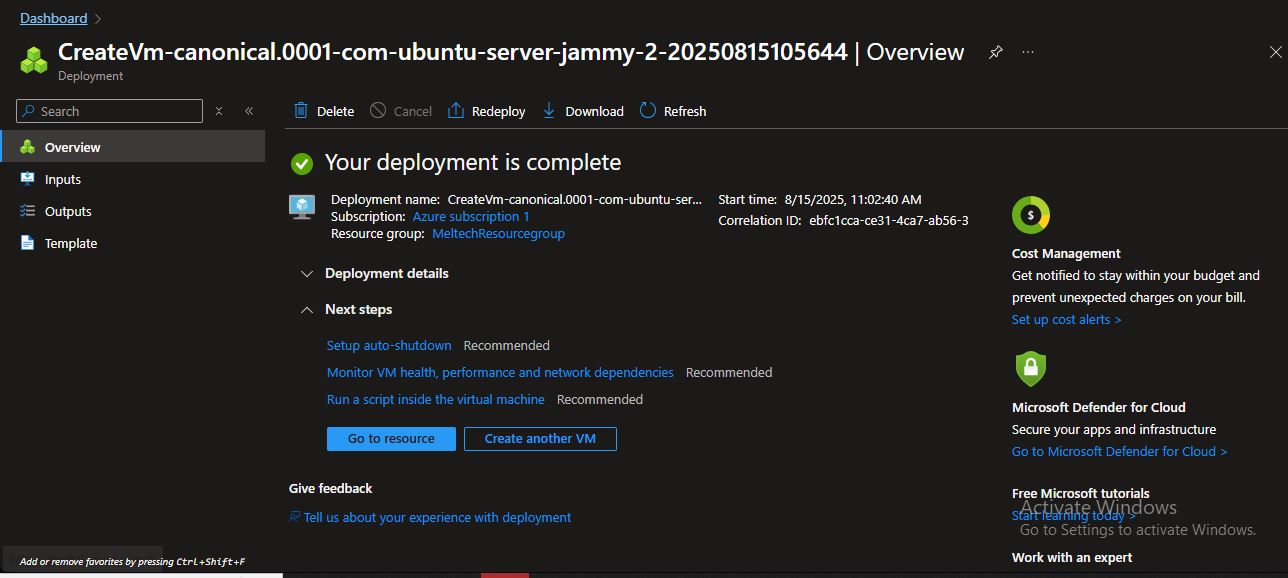 Dashboard >
CreateVm-canonical.0001-com-ubuntu-server-jammy-2-20250815105644 | Overview
Deployment
Search
Delete Cancel Redeploy Download Refresh
Overview
Inputs
Outputs
Template
Your deployment is complete
Deployment name: CreateVm-canonical.0001-com-ubuntu-ser...
Subscription: Azure subscription 1
Resource group: MeltechResourcegroup
Start time: 8/15/2025, 11:02:40 AM
Correlation ID: ebfc1cca-ce31-4ca7-ab56-3
Deployment details
Next steps
Setup auto-shutdown Recommended
Monitor VM health, performance and network dependencies Recommended
Run a script inside the virtual machine Recommended
Go to resource Create another VM
Give feedback
Tell us about your experience with deployment
Cost Management
Get notified to stay within your budget and
prevent unexpected charges on your bill.
Set up cost alerts >
Microsoft Defender for Cloud
Secure your apps and infrastructure
Go to Microsoft Defender for Cloud >
Free Microsoft tutorials
Start learning today >
Work with an expert
Activate Windows
Go to Settings to activate Windows.
Add or remove favorites by pressing Ctrl+Shift+F